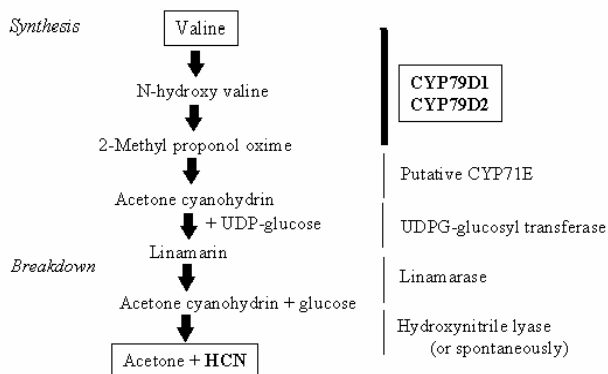 Synthesis
Valine
N-hydroxy valine
CYP79D1
CYP79D2
2-Methyl proponol oxime
Putative CYP71E
Acetone cyanohydrin
+ UDP-glucose
UDPG-glucosyl transferase
Linamarin
Breakdown
Linamarase
Acetone cyanohydrin + glucose
Hydroxynitrile lyase
(or spontaneously)
Acetone + HCN